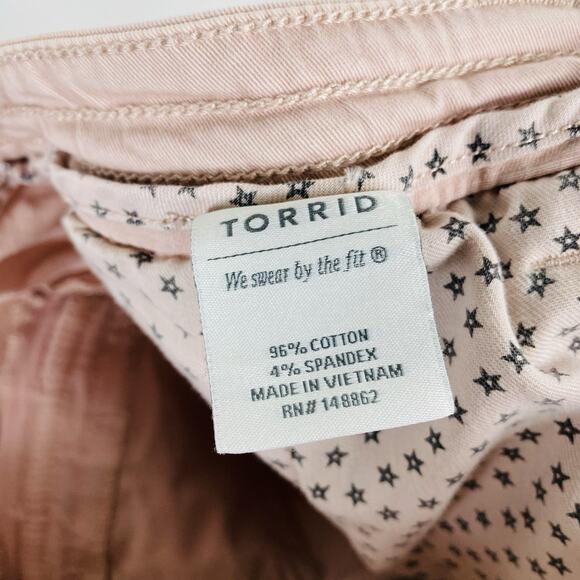 TORRID
We swear by the fit ®
96% COTTON
4% SPANDEX
MADE IN VIETNAM
RN# 148862